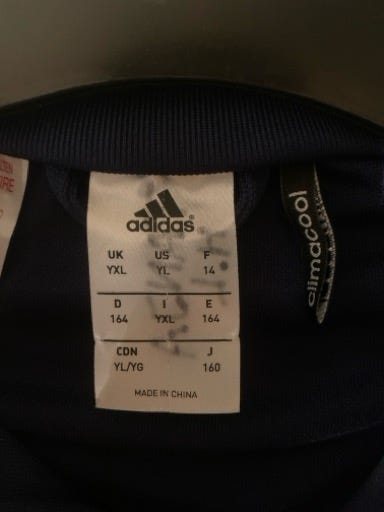 adidas
UK US F
YXL YL 14
D I E
164 YXL 164
CDN J
YL/YG 160
MADE IN CHINA
climacool